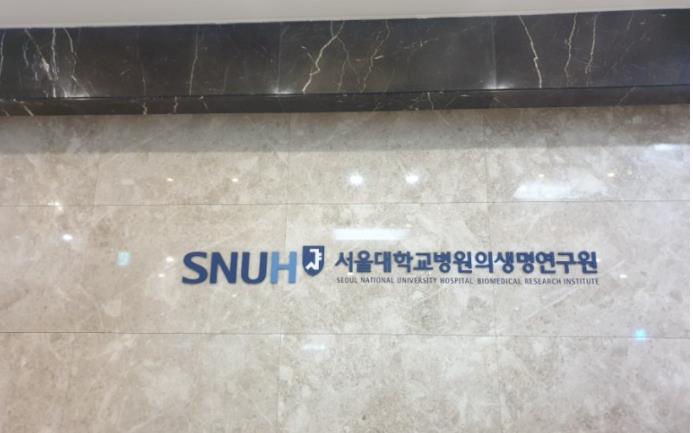 SNUH 서울대학교병원의생명연구원
SEOUL NATIONAL UNIVERSITY HOSPITAL BIOMEDICAL RESEARCH INSTITUTE